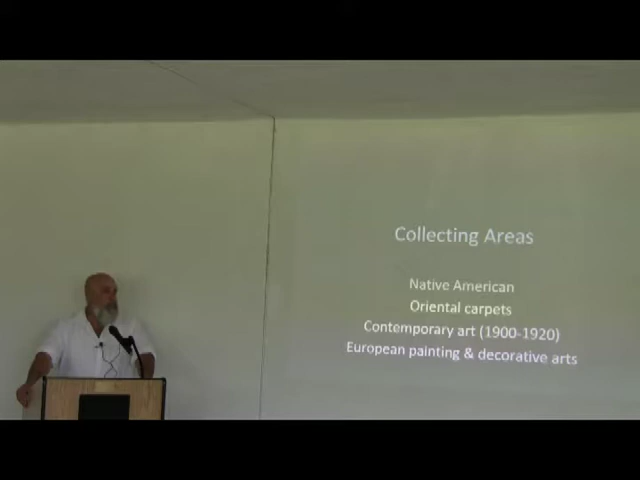 Collecting Areas
Native American
Oriental carpets
Contemporary art (1900-1920)
European painting & decorative arts